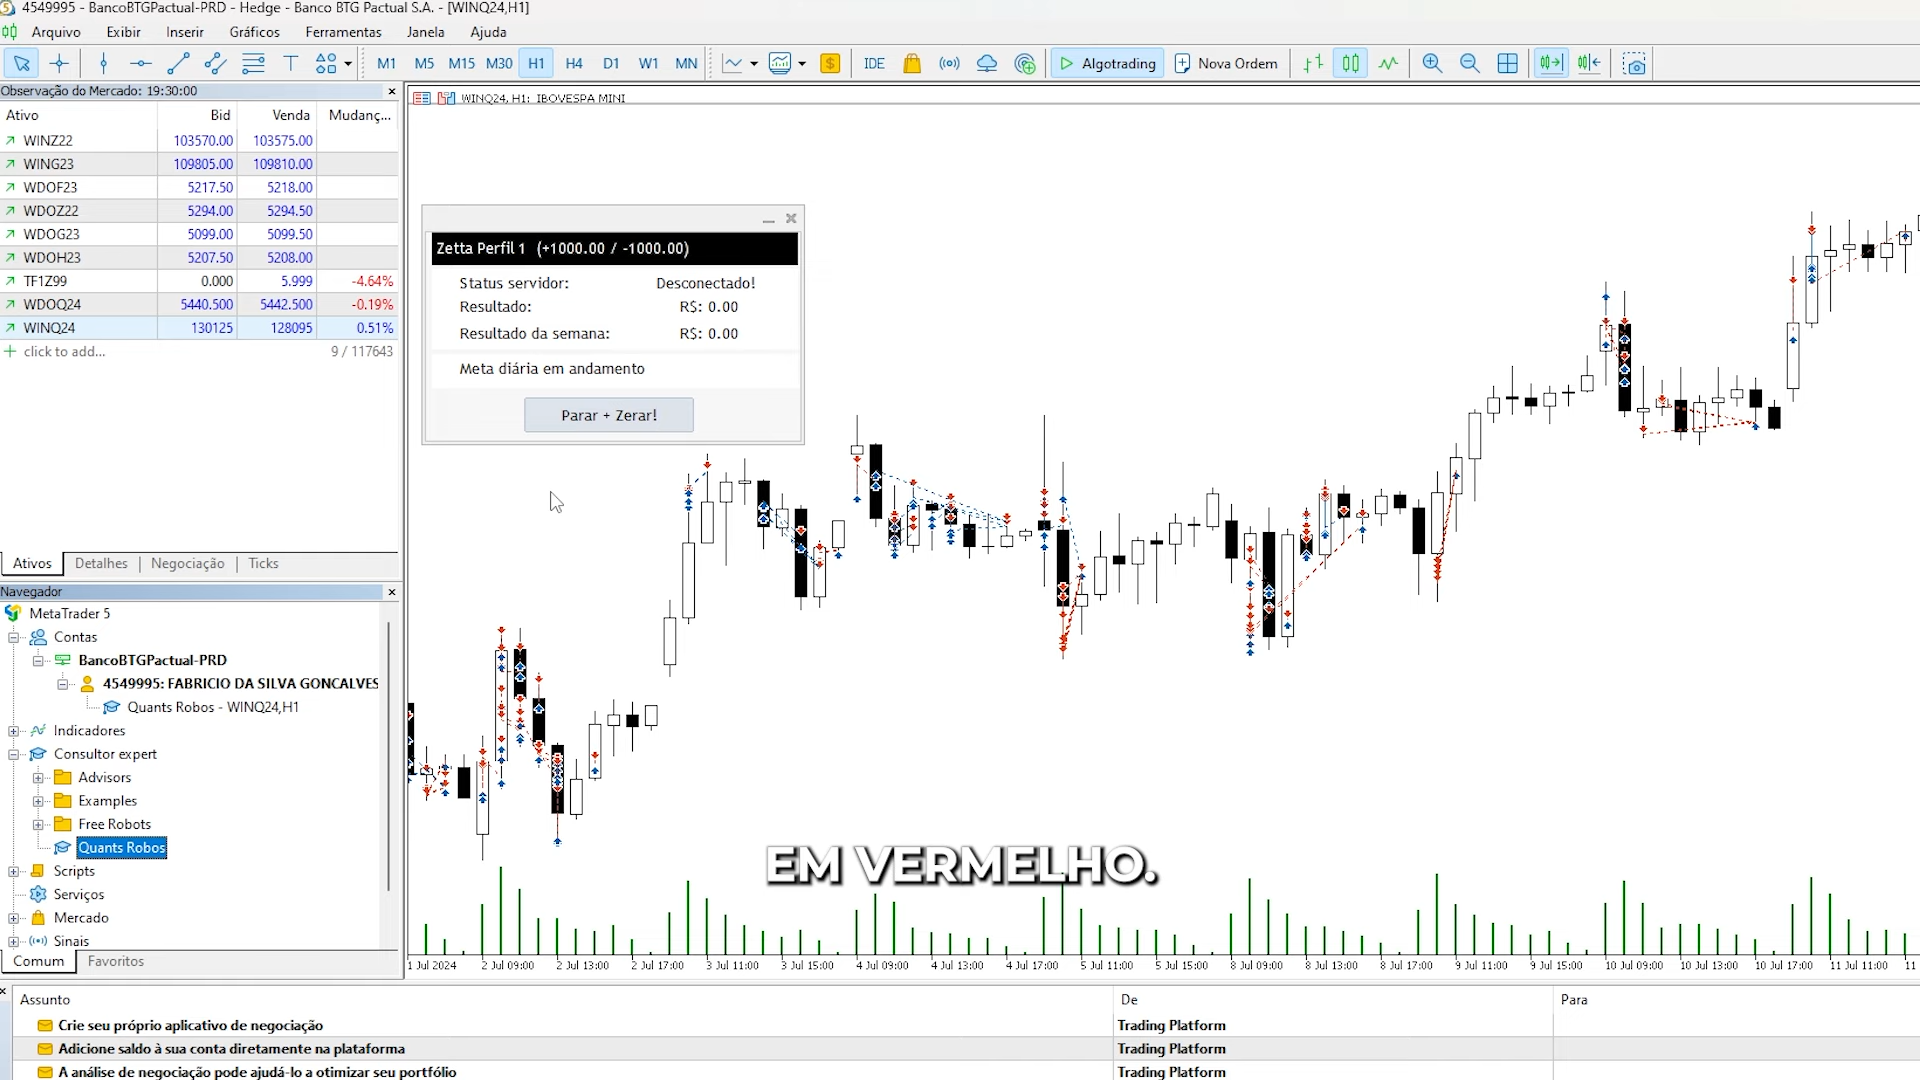 4549995 - BancoBTGPactual-PRD - Hedge - Banco BTG Pactual S.A. - [WINQ24,H1]
Arquivo Exibir Inserir Gráficos Ferramentas Janela Ajuda
M1 M5 M15 M30 H1 H4 D1 W1 MN IDE Algotrading Nova Ordem
Observação do Mercado: 19:30:00
WINQ24, H1: IBOVESPA MINI
Ativo Bid Venda Mudanç...
WINZ22 103570.00 103575.00
WING23 109805.00 109810.00
WDOF23 5217.50 5218.00
WDOZ22 5294.00 5294.50
WDOG23 5099.00 5099.50
WDOH23 5207.50 5208.00
TF1Z99 0.000 5.999 -4.64%
WDOQ24 5440.500 5442.500 -0.19%
WINQ24 130125 128095 0.51%
click to add... 9 / 117643
Zetta Perfil 1 (+1000.00 / -1000.00)
Status servidor: Desconectado!
Resultado: R$: 0.00
Resultado da semana: R$: 0.00
Meta diária em andamento
Parar + Zerar!
Ativos Detalhes Negociação Ticks
Navegador
MetaTrader 5
Contas
BancoBTGPactual-PRD
4549995: FABRICIO DA SILVA GONCALVES
Quants Robos - WINQ24,H1
Indicadores
Consultor expert
Advisors
Examples
Free Robots
Quants Robos
Scripts
Serviços
Mercado
Sinais
Comum Favoritos
EM VERMELHO.
1 Jul 2024 2 Jul 09:00 2 Jul 13:00 2 Jul 17:00 3 Jul 11:00 3 Jul 15:00 4 Jul 09:00 4 Jul 13:00 4 Jul 17:00 5 Jul 11:00 5 Jul 15:00 8 Jul 09:00 8 Jul 13:00 8 Jul 17:00 9 Jul 11:00 9 Jul 15:00 10 Jul 09:00 10 Jul 13:00 10 Jul 17:00 11 Jul 11:00 11
Assunto De Para
Crie seu próprio aplicativo de negociação Trading Platform
Adicione saldo à sua conta diretamente na plataforma Trading Platform
A análise de negociação pode ajudá-lo a otimizar seu portfólio Trading Platform